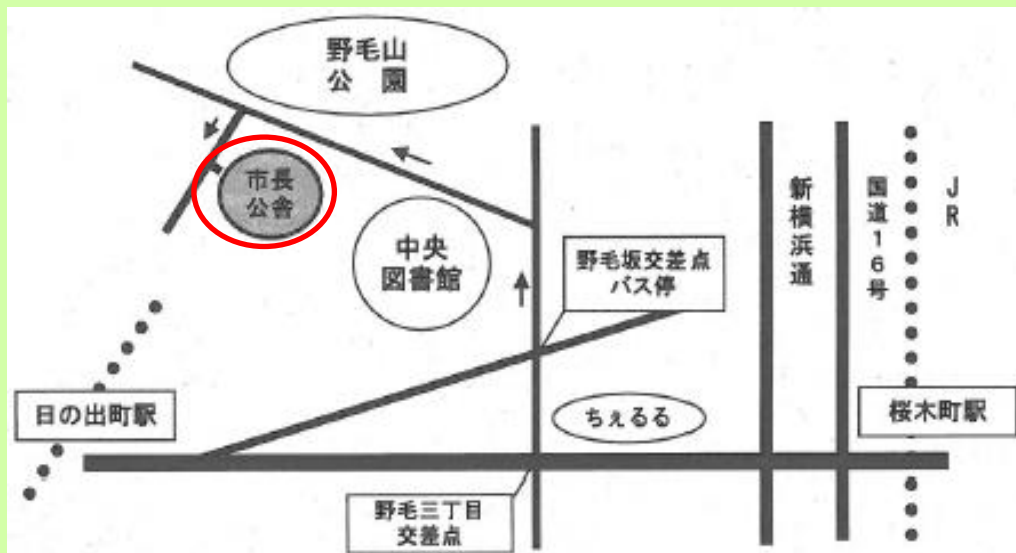 野毛山
公　園
市長
公舎
中央
図書館
野毛坂交差点
バス停
新横浜通
国道16号
JR
日の出町駅
ちぇるる
桜木町駅
野毛三丁目
交差点